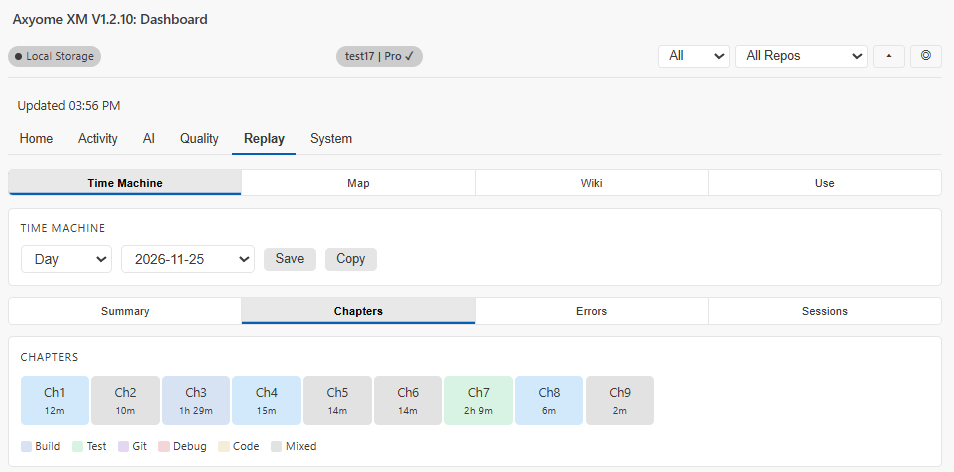 Axyome XM V1.2.10: Dashboard
Local Storage test17 | Pro ✓ All All Repos
Updated 03:56 PM
Home Activity AI Quality Replay System
Time Machine Map Wiki Use
TIME MACHINE
Day 2026-11-25 Save Copy
Summary Chapters Errors Sessions
CHAPTERS
Ch1 Ch2 Ch3 Ch4 Ch5 Ch6 Ch7 Ch8 Ch9
12m 10m 1h 29m 15m 14m 14m 2h 9m 6m 2m
Build Test Git Debug Code Mixed